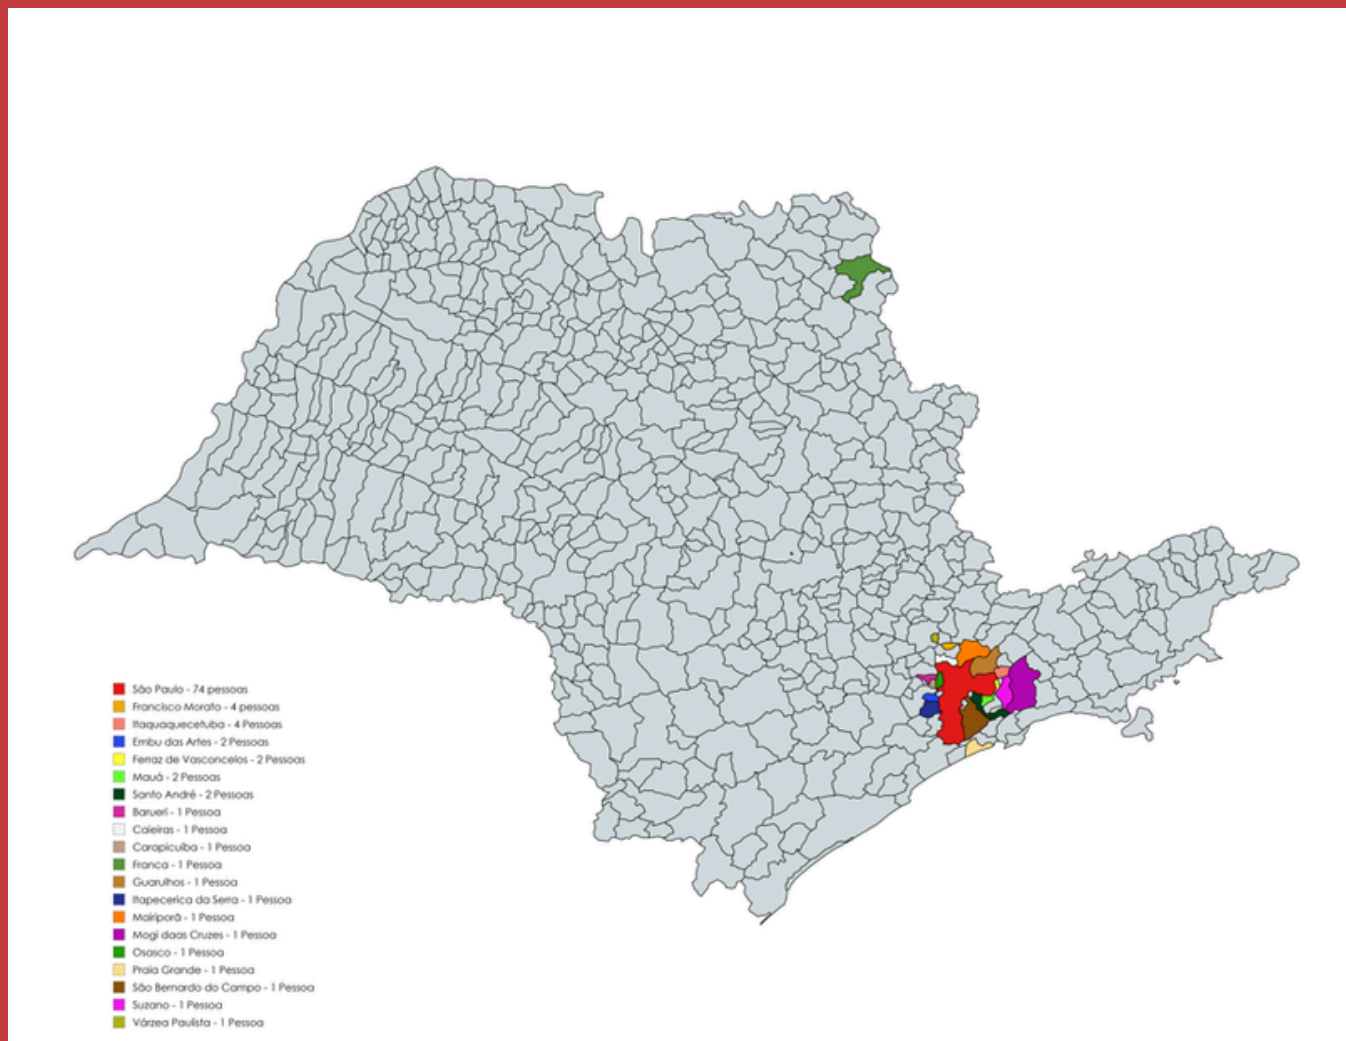 São Paulo - 74 pessoas
Francisco Morato - 4 pessoas
Itaquaquecetuba - 4 Pessoas
Embu das Artes - 2 Pessoas
Ferraz de Vasconcelos - 2 Pessoas
Mauá - 2 Pessoas
Santo André - 2 Pessoas
Barueri - 1 Pessoa
Caieiras - 1 Pessoa
Carapicuíba - 1 Pessoa
Franca - 1 Pessoa
Guarulhos - 1 Pessoa
Itapecerica da Serra - 1 Pessoa
Mairiporã - 1 Pessoa
Mogi daas Cruzes - 1 Pessoa
Osasco - 1 Pessoa
Praia Grande - 1 Pessoa
São Bernardo do Campo - 1 Pessoa
Suzano - 1 Pessoa
Várzea Paulista - 1 Pessoa